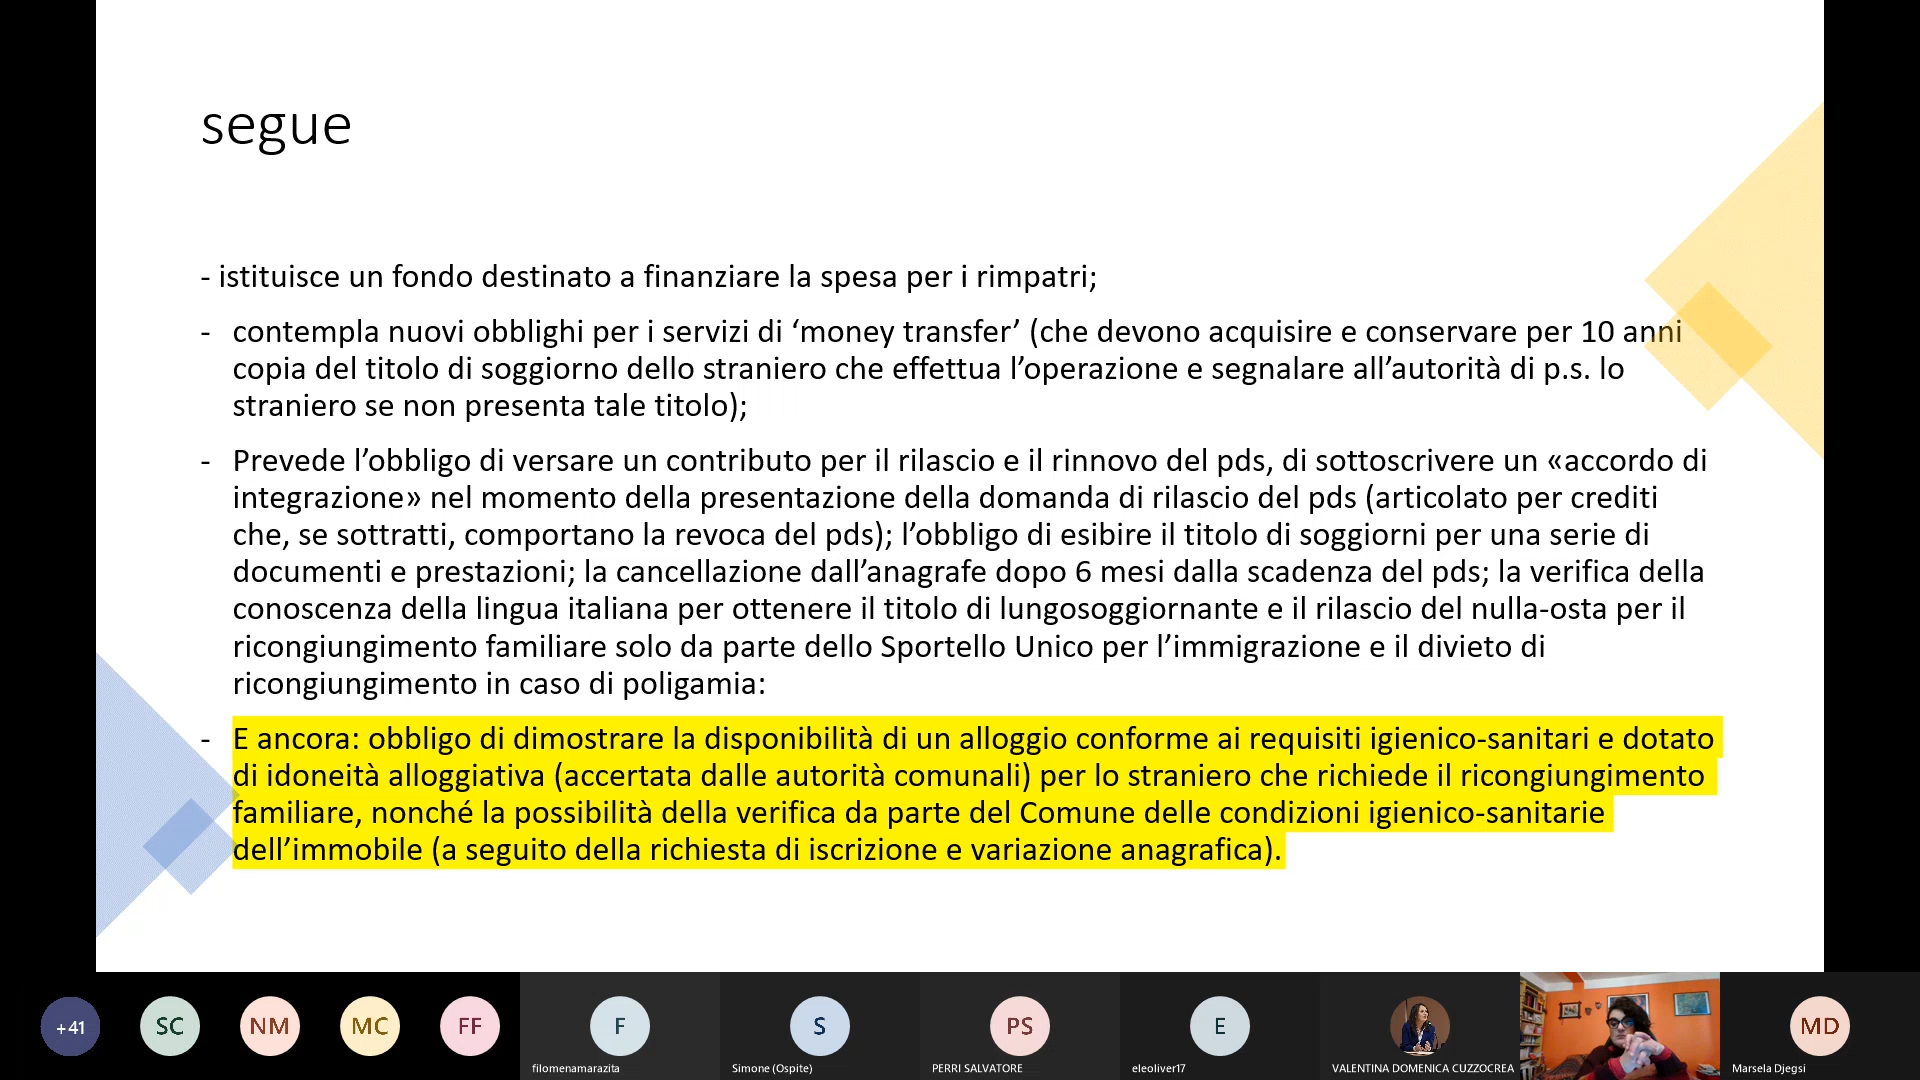 segue
- istituisce un fondo destinato a finanziare la spesa per i rimpatri;
- contempla nuovi obblighi per i servizi di ‘money transfer’ (che devono acquisire e conservare per 10 anni
copia del titolo di soggiorno dello straniero che effettua l’operazione e segnalare all’autorità di p.s. lo
straniero se non presenta tale titolo);
- Prevede l’obbligo di versare un contributo per il rilascio e il rinnovo del pds, di sottoscrivere un «accordo di
integrazione» nel momento della presentazione della domanda di rilascio del pds (articolato per crediti
che, se sottratti, comportano la revoca del pds); l’obbligo di esibire il titolo di soggiorni per una serie di
documenti e prestazioni; la cancellazione dall’anagrafe dopo 6 mesi dalla scadenza del pds; la verifica della
conoscenza della lingua italiana per ottenere il titolo di lungosoggiornante e il rilascio del nulla-osta per il
ricongiungimento familiare solo da parte dello Sportello Unico per l’immigrazione e il divieto di
ricongiungimento in caso di poligamia:
- E ancora: obbligo di dimostrare la disponibilità di un alloggio conforme ai requisiti igienico-sanitari e dotato
di idoneità alloggiativa (accertata dalle autorità comunali) per lo straniero che richiede il ricongiungimento
familiare, nonché la possibilità della verifica da parte del Comune delle condizioni igienico-sanitarie
dell’immobile (a seguito della richiesta di iscrizione e variazione anagrafica).
+41 SC NM MC FF F S PS E MD
filomenamarazita Simone (Ospite) PERRI SALVATORE eleoliver17 VALENTINA DOMENICA CUZZOCREA Marsela Djegsi